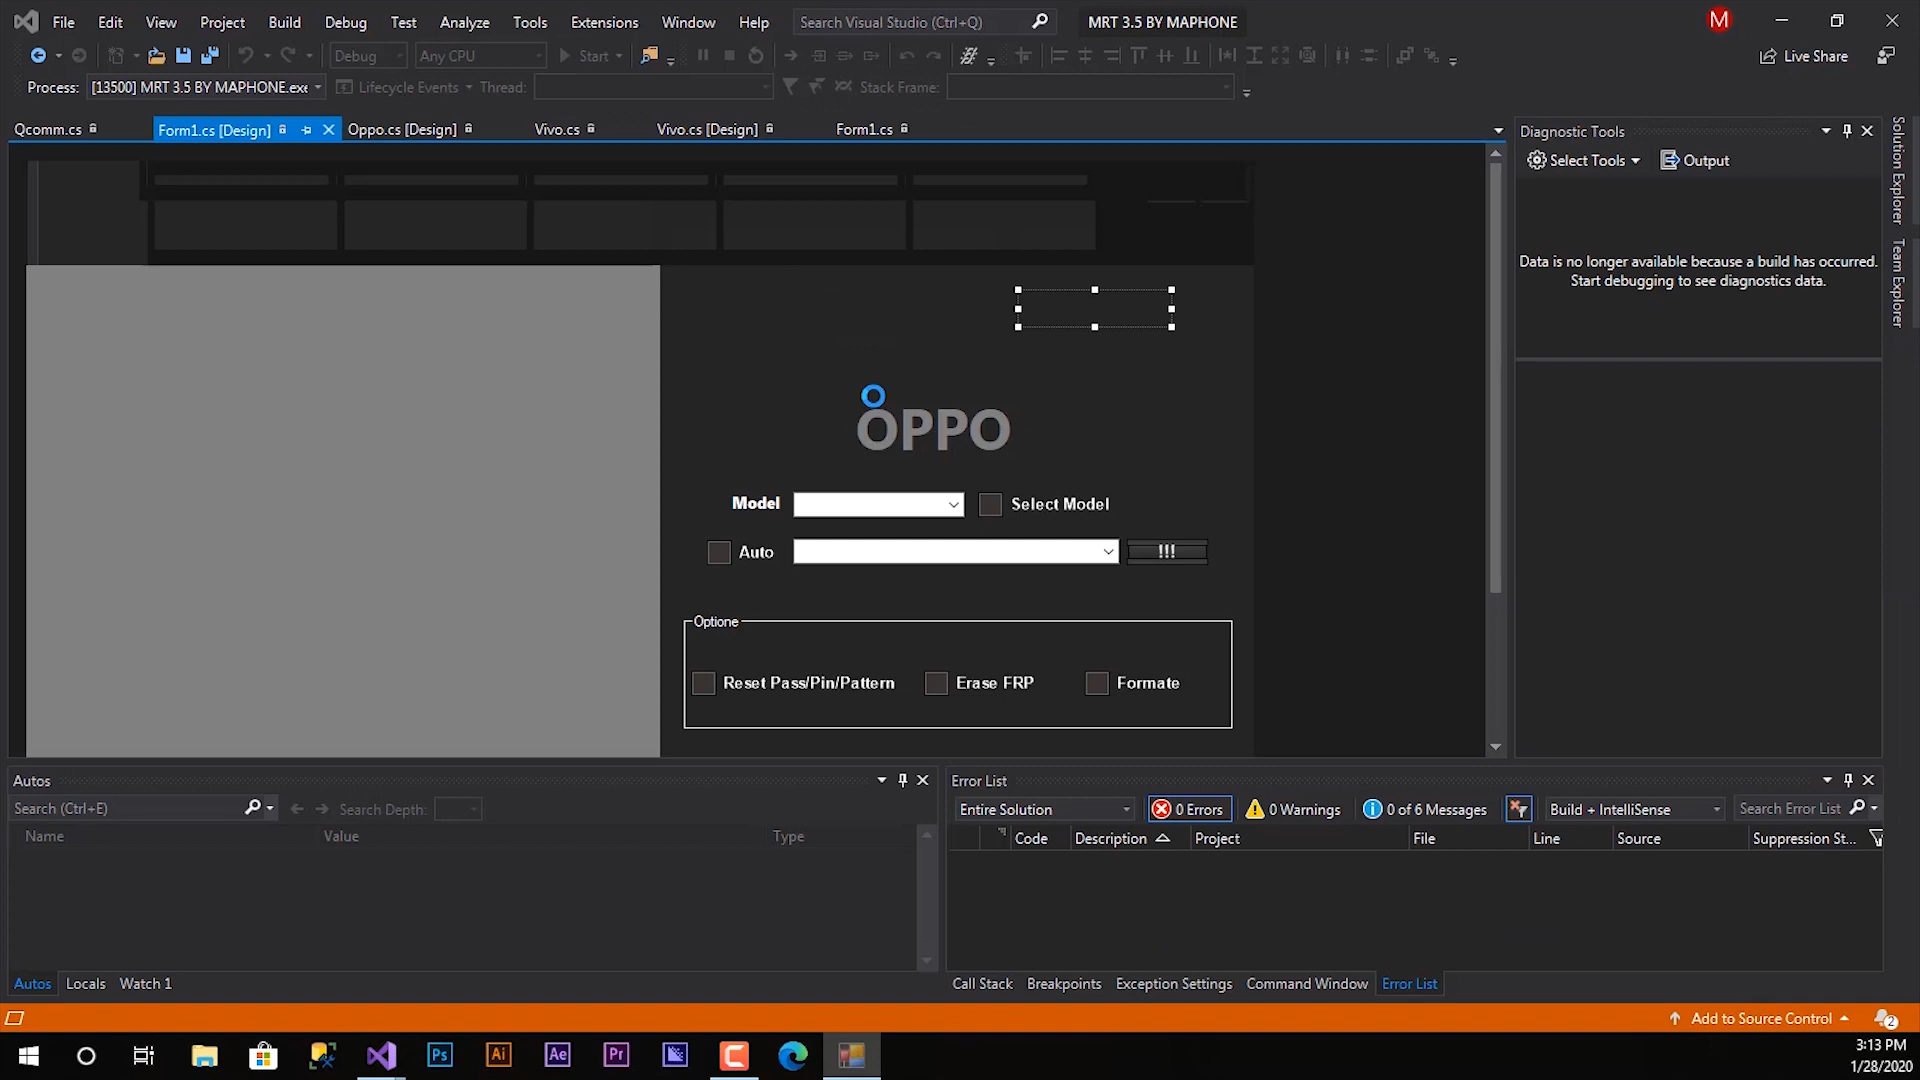 File Edit View Project Build Debug Test Analyze Tools Extensions Window Help Search Visual Studio (Ctrl+Q) MRT 3.5 BY MAPHONE M
Debug Any CPU Start Live Share
Process: [13500] MRT 3.5 BY MAPHONE.exe Lifecycle Events Thread: Stack Frame:
Qcomm.cs Form1.cs [Design] Oppo.cs [Design] Vivo.cs Vivo.cs [Design] Form1.cs
Diagnostic Tools
Select Tools Output
Data is no longer available because a build has occurred.
Start debugging to see diagnostics data.
Solution Explorer
Team Explorer
OPPO
Model Select Model
Auto !!!
Optione
Reset Pass/Pin/Pattern Erase FRP Formate
Autos
Search (Ctrl+E) Search Depth:
Name Value Type
Autos Locals Watch 1
Error List
Entire Solution 0 Errors 0 Warnings 0 of 6 Messages Build + IntelliSense Search Error List
Code Description Project File Line Source Suppression St...
Call Stack Breakpoints Exception Settings Command Window Error List
Add to Source Control 2
Ps Ai Ae Pr
3:13 PM
1/28/2020